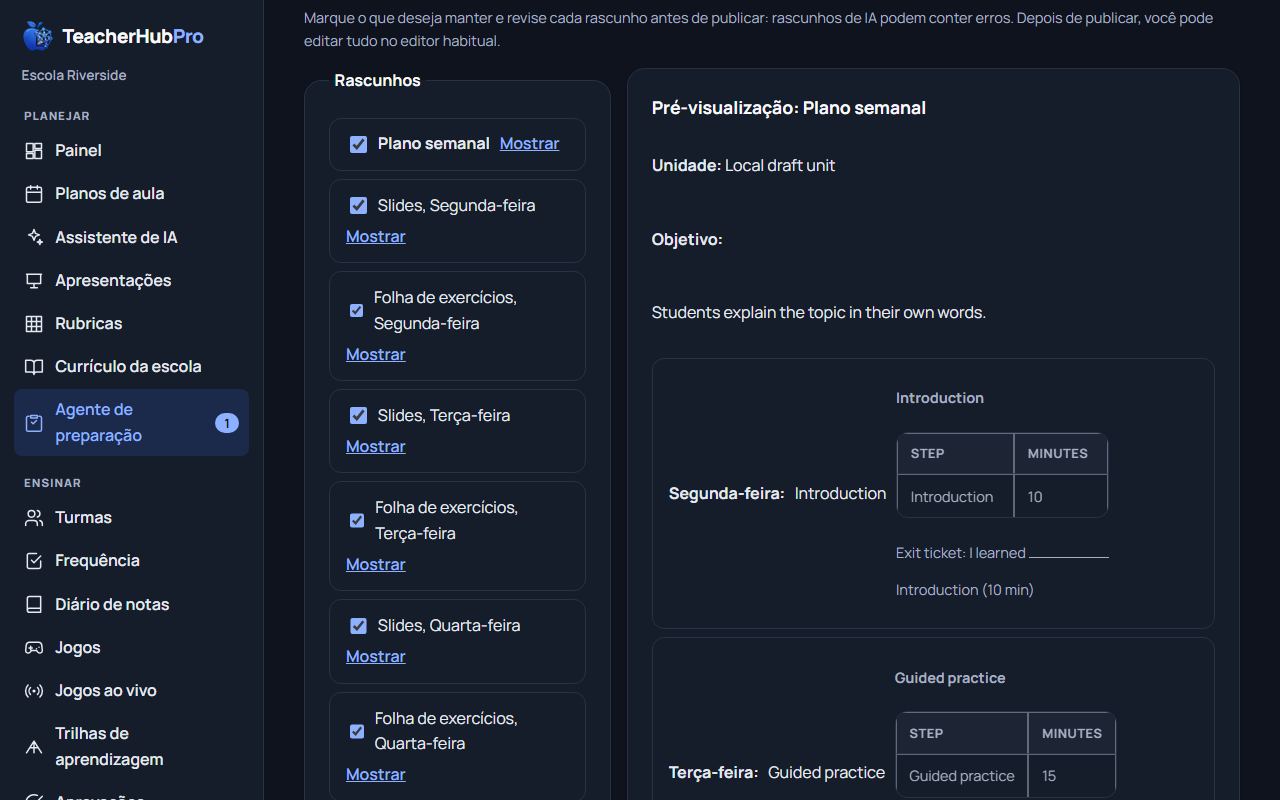 TeacherHubPro
Escola Riverside
PLANEJAR
Painel
Planos de aula
Assistente de IA
Apresentações
Rubricas
Currículo da escola
Agente de
preparação
1
ENSINAR
Turmas
Frequência
Diário de notas
Jogos
Jogos ao vivo
Trilhas de
aprendizagem
Marque o que deseja manter e revise cada rascunho antes de publicar: rascunhos de IA podem conter erros. Depois de publicar, você pode
editar tudo no editor habitual.
Rascunhos
Plano semanal Mostrar
Slides, Segunda-feira
Mostrar
Folha de exercícios,
Segunda-feira
Mostrar
Slides, Terça-feira
Mostrar
Folha de exercícios,
Terça-feira
Mostrar
Slides, Quarta-feira
Mostrar
Folha de exercícios,
Quarta-feira
Mostrar
Pré-visualização: Plano semanal
Unidade: Local draft unit
Objetivo:
Students explain the topic in their own words.
Segunda-feira: Introduction
Introduction
STEP MINUTES
Introduction 10
Exit ticket: I learned __________
Introduction (10 min)
Terça-feira: Guided practice
Guided practice
STEP MINUTES
Guided practice 15